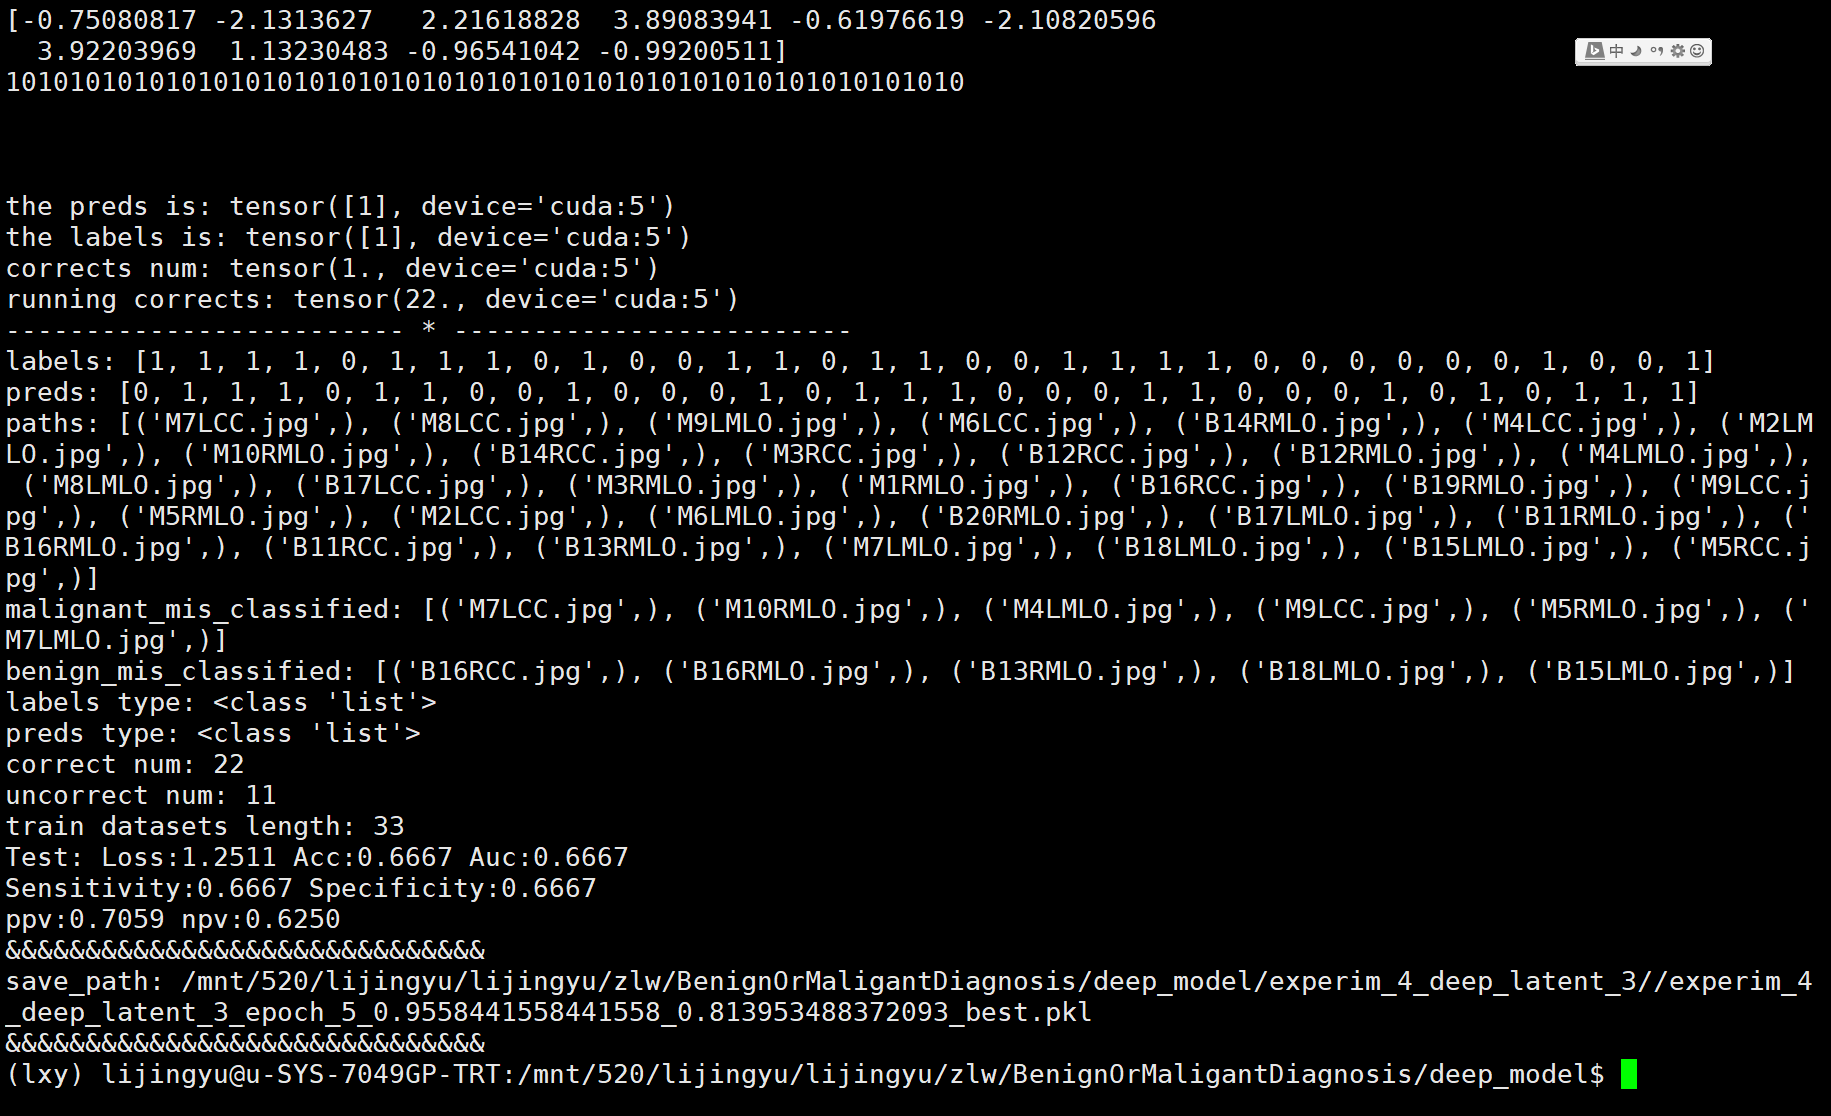 [-0.75080817 -2.1313627   2.21618828  3.89083941 -0.61976619 -2.10820596
  3.92203969  1.13230483 -0.96541042 -0.99200511]
中
101010101010101010101010101010101010101010101010101010101010
the preds is: tensor([1], device='cuda:5')
the labels is: tensor([1], device='cuda:5')
corrects num: tensor(1., device='cuda:5')
running corrects: tensor(22., device='cuda:5')
------------------------- * -------------------------
labels: [1, 1, 1, 1, 0, 1, 1, 1, 0, 1, 0, 0, 1, 1, 0, 1, 1, 0, 0, 1, 1, 1, 1, 0, 0, 0, 0, 0, 0, 1, 0, 0, 1]
preds: [0, 1, 1, 1, 0, 1, 1, 0, 0, 1, 0, 0, 0, 1, 0, 1, 1, 1, 0, 0, 0, 1, 1, 0, 0, 0, 1, 0, 1, 0, 1, 1, 1]
paths: [('M7LCC.jpg',), ('M8LCC.jpg',), ('M9LMLO.jpg',), ('M6LCC.jpg',), ('B14RMLO.jpg',), ('M4LCC.jpg',), ('M2LM
LO.jpg',), ('M10RMLO.jpg',), ('B14RCC.jpg',), ('M3RCC.jpg',), ('B12RCC.jpg',), ('B12RMLO.jpg',), ('M4LMLO.jpg',),
 ('M8LMLO.jpg',), ('B17LCC.jpg',), ('M3RMLO.jpg',), ('M1RMLO.jpg',), ('B16RCC.jpg',), ('B19RMLO.jpg',), ('M9LCC.j
pg',), ('M5RMLO.jpg',), ('M2LCC.jpg',), ('M6LMLO.jpg',), ('B20RMLO.jpg',), ('B17LMLO.jpg',), ('B11RMLO.jpg',), ('
B16RMLO.jpg',), ('B11RCC.jpg',), ('B13RMLO.jpg',), ('M7LMLO.jpg',), ('B18LMLO.jpg',), ('B15LMLO.jpg',), ('M5RCC.j
pg',)]
malignant_mis_classified: [('M7LCC.jpg',), ('M10RMLO.jpg',), ('M4LMLO.jpg',), ('M9LCC.jpg',), ('M5RMLO.jpg',), ('
M7LMLO.jpg',)]
benign_mis_classified: [('B16RCC.jpg',), ('B16RMLO.jpg',), ('B13RMLO.jpg',), ('B18LMLO.jpg',), ('B15LMLO.jpg',)]
labels type: <class 'list'>
preds type: <class 'list'>
correct num: 22
uncorrect num: 11
train datasets length: 33
Test: Loss:1.2511 Acc:0.6667 Auc:0.6667
Sensitivity:0.6667 Specificity:0.6667
ppv:0.7059 npv:0.6250
&&&&&&&&&&&&&&&&&&&&&&&&&&&&&&
save_path: /mnt/520/lijingyu/lijingyu/zlw/BenignOrMaligantDiagnosis/deep_model/experim_4_deep_latent_3//experim_4
_deep_latent_3_epoch_5_0.9558441558441558_0.813953488372093_best.pkl
&&&&&&&&&&&&&&&&&&&&&&&&&&&&&&
(lxy) lijingyu@u-SYS-7049GP-TRT:/mnt/520/lijingyu/lijingyu/zlw/BenignOrMaligantDiagnosis/deep_model$